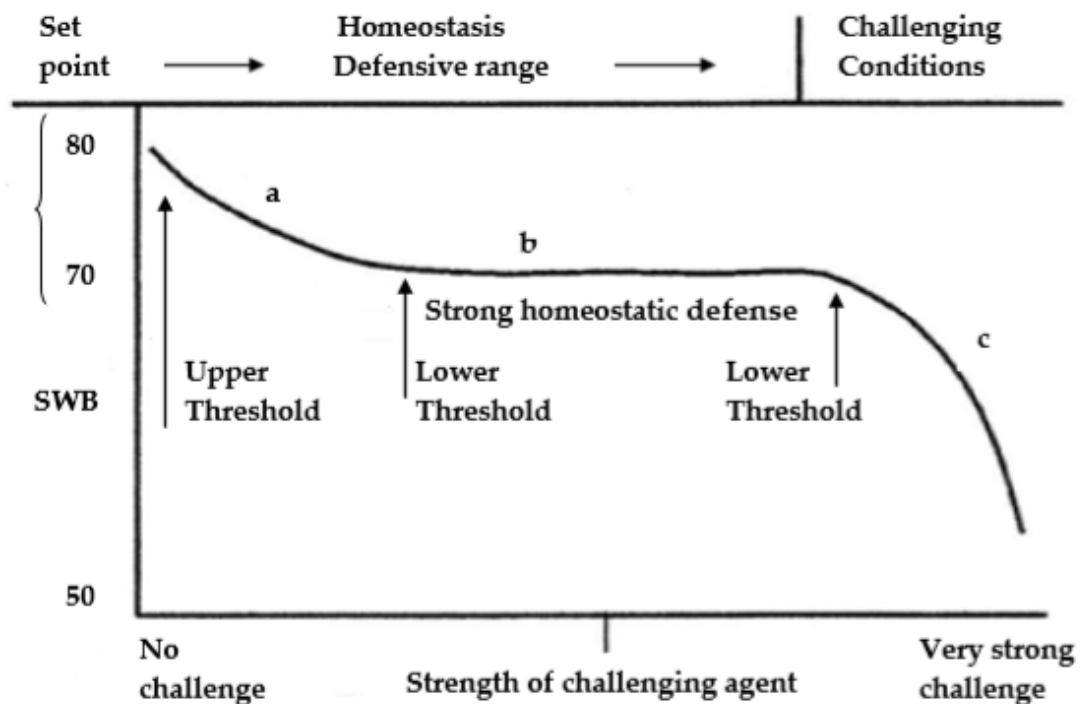 Set
point
Homeostasis
Defensive range
Challenging
Conditions
80
a
b
70
Strong homeostatic defense
c
Upper
Threshold
Lower
Threshold
Lower
Threshold
SWB
50
No
challenge
Strength of challenging agent
Very strong
challenge